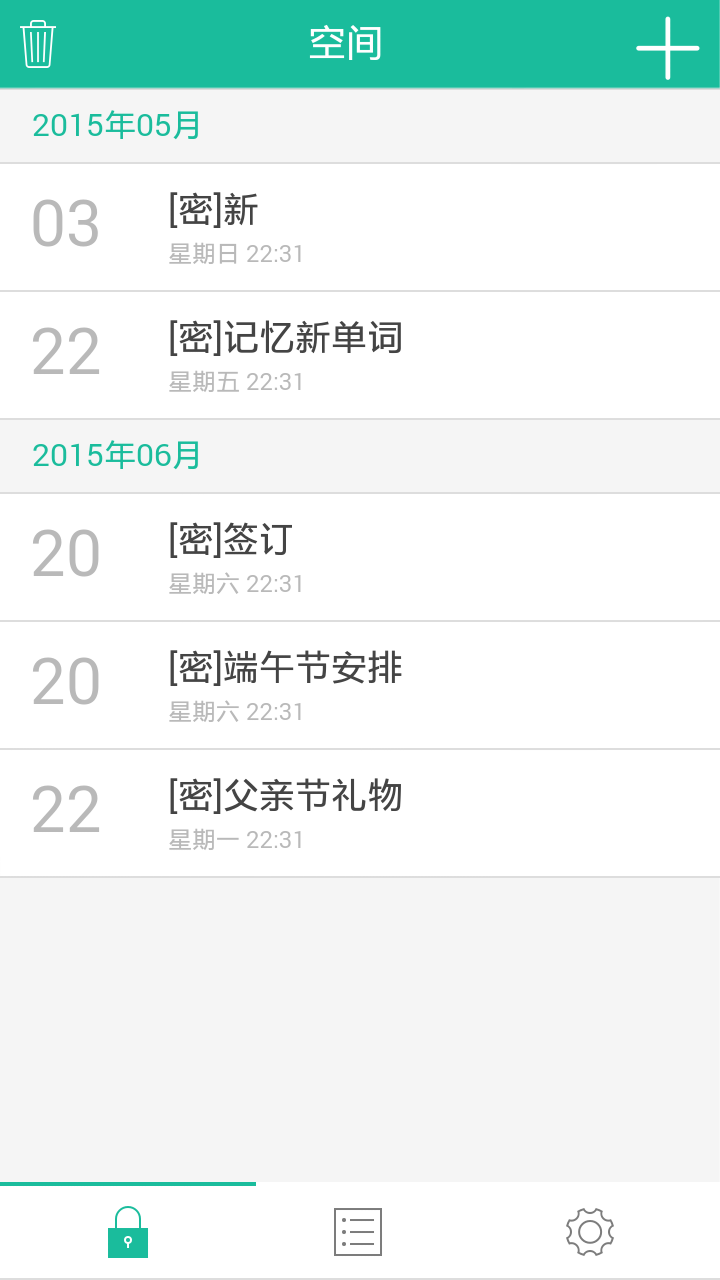 空间
2015年05月
03
[密]新
星期日 22:31
22
[密]记忆新单词
星期五 22:31
2015年06月
20
[密]签订
星期六 22:31
20
[密]端午节安排
星期六 22:31
22
[密]父亲节礼物
星期一 22:31